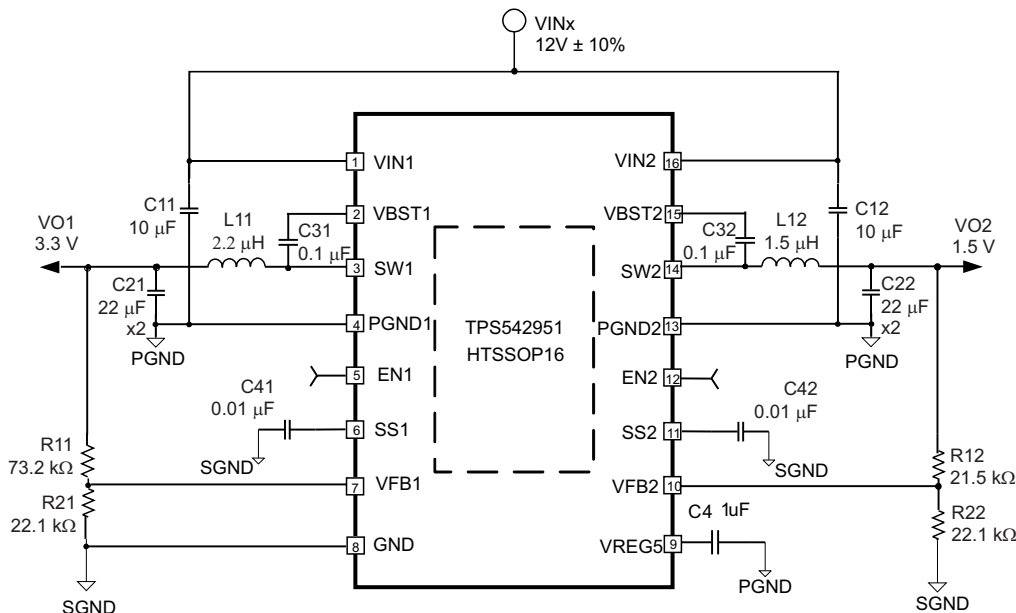 VINx
12V ± 10%
1
VIN1
VIN2
16
C11
10 μF
2
VBST1
VBST2
15
C12
10 μF
VO1
3.3 V
L11
2.2 μH
C31
0.1 μF
C32
0.1 μF
L12
1.5 μH
VO2
1.5 V
3
SW1
SW2
14
C21
22 μF
x2
C22
22 μF
x2
4
PGND1
PGND2
13
TPS542951
HTSSOP16
PGND
PGND
5
EN1
EN2
12
C41
0.01 μF
C42
0.01 μF
6
SS1
SS2
11
SGND
SGND
R11
73.2 kΩ
R12
21.5 kΩ
7
VFB1
VFB2
10
R21
22.1 kΩ
R22
22.1 kΩ
C4 1uF
8
GND
VREG5
9
PGND
SGND
SGND